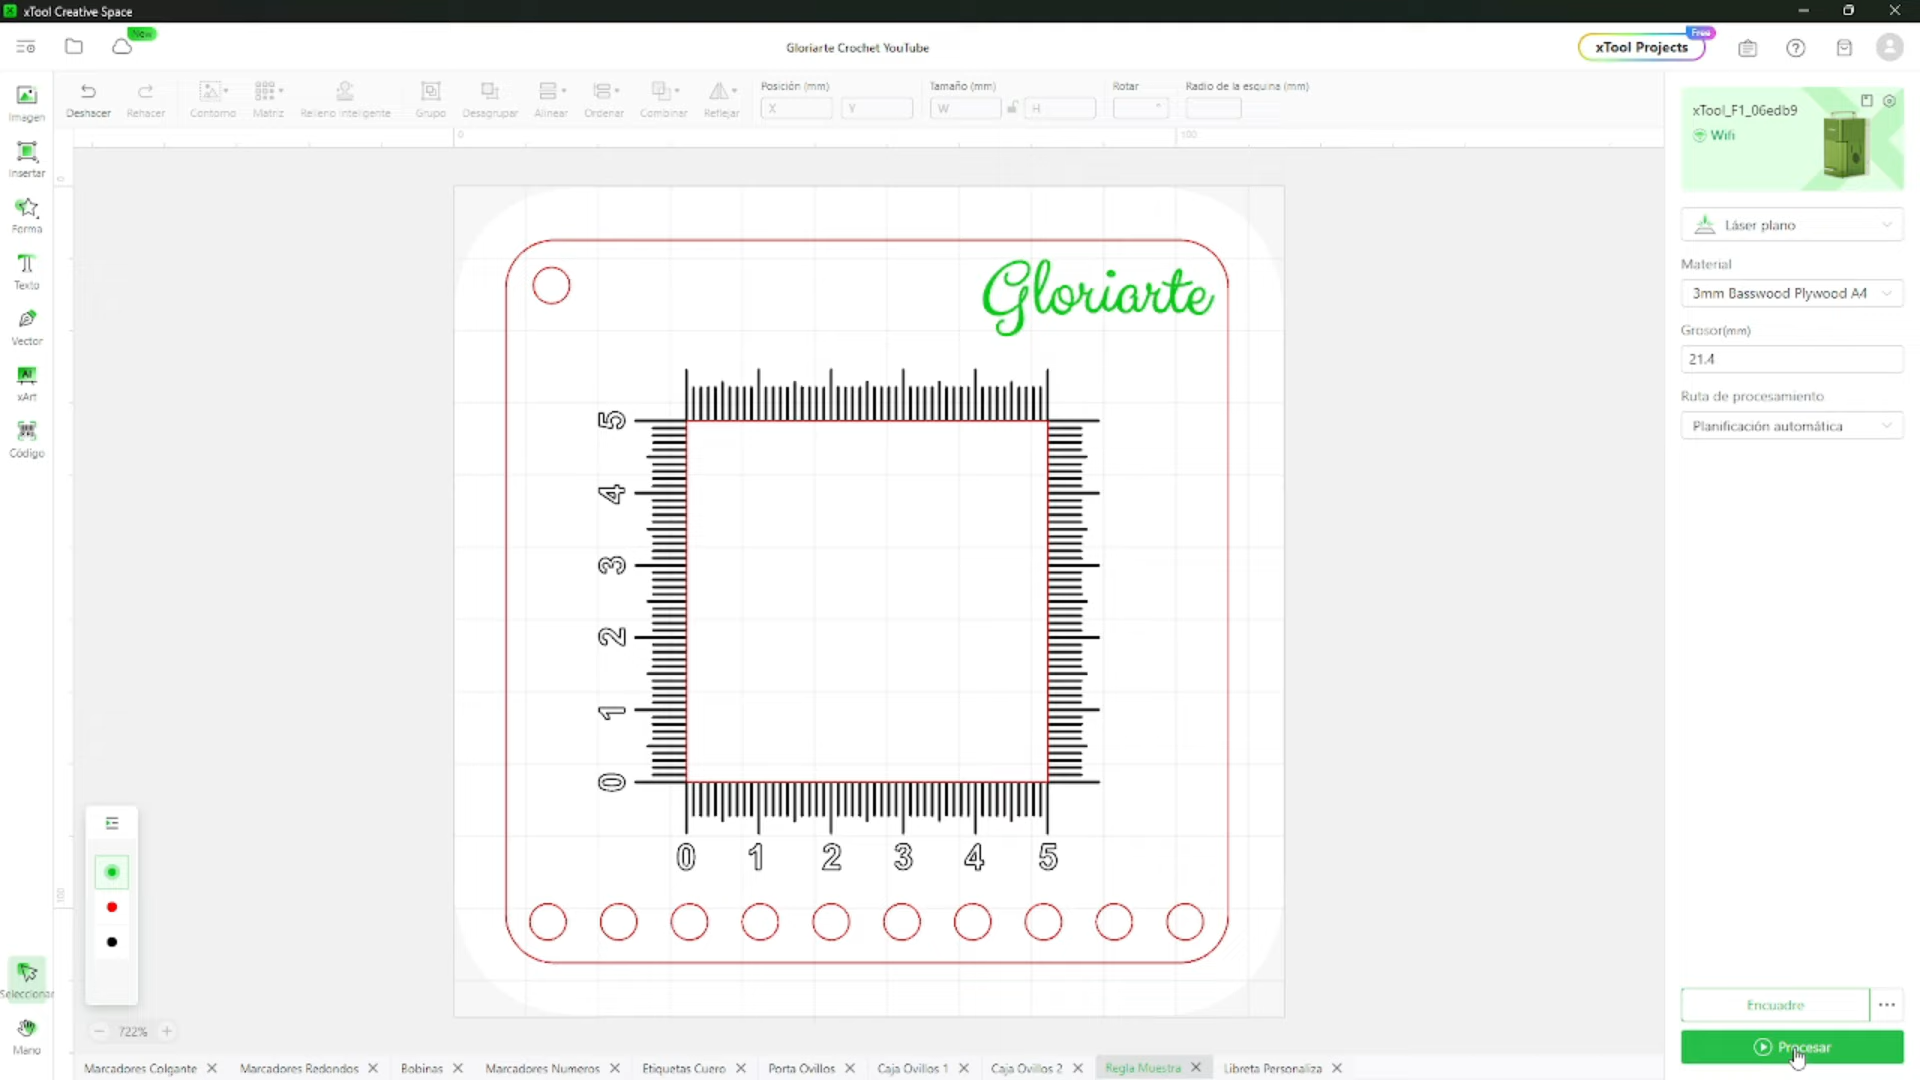 xTool Creative Space
New
Gloriarte Crochet YouTube
xTool Projects
Free
Imagen
Insertar
Forma
Texto
Vector
xArt
AI
Código
Seleccionar
Mano
Deshacer
Rehacer
Contorno
Matriz
Relleno inteligente
Grupo
Desagrupar
Alinear
Ordenar
Combinar
Reflejar
Posición (mm)
X
Y
Tamaño (mm)
W
H
Rotar
°
Radio de la esquina (mm)
0
100
0
100
Gloriarte
5
4
3
2
1
0
0 1 2 3 4 5
722%
xTool_F1_06edb9
Wifi
Láser plano
Material
3mm Basswood Plywood A4
Grosor(mm)
21.4
Ruta de procesamiento
Planificación automática
Encuadre
Procesar
Marcadores Colgante
Marcadores Redondos
Bobinas
Marcadores Numeros
Etiquetas Cuero
Porta Ovillos
Caja Ovillos 1
Caja Ovillos 2
Regla Muestra
Libreta Personaliza